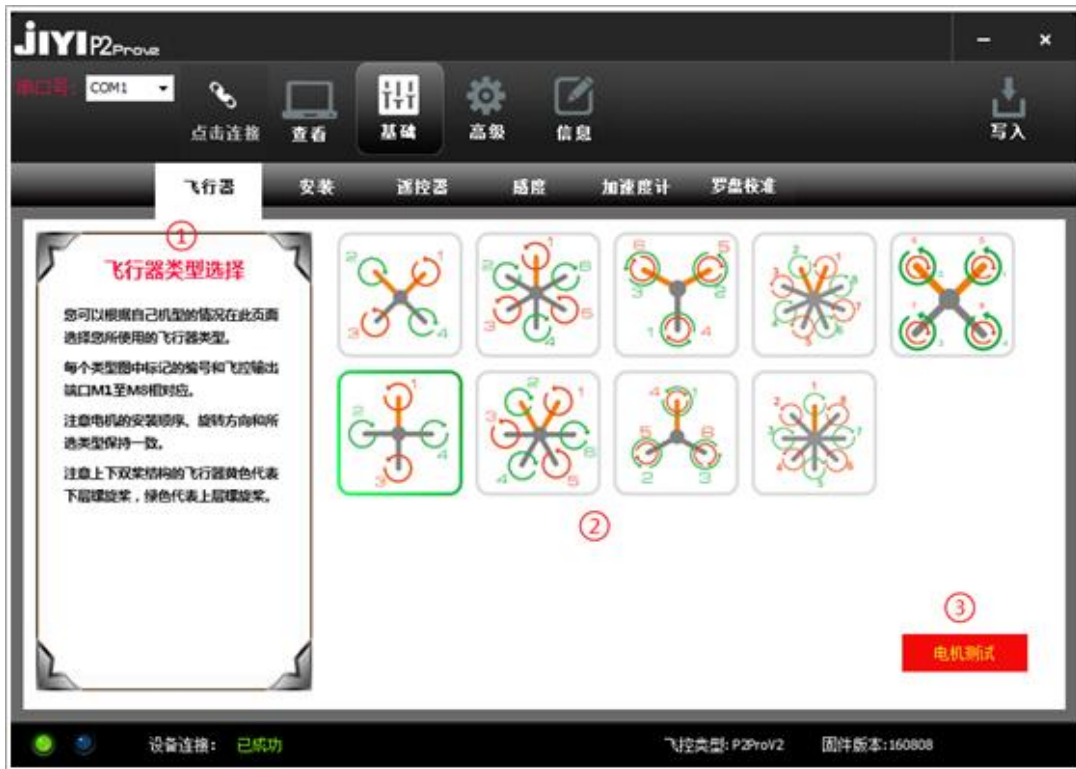 JIYI P2Prove
串口号: COM1
点击连接 查看 基础 高级 信息 写入
飞行器 安装 遥控器 感度 加速度计 罗盘校准
①
飞行器类型选择
您可以根据自己机型的情况在此页面
选择您所使用的飞行器类型。
每个类型图中标记的编号和飞控输出
端口M1至M8相对应。
注意电机的安装顺序、旋转方向和所
选类型保持一致。
注意上下双桨结构的飞行器黄色代表
下层螺旋桨，绿色代表上层螺旋桨。
②
③
电机测试
设备连接: 已成功 飞控类型: P2ProV2 固件版本:160808